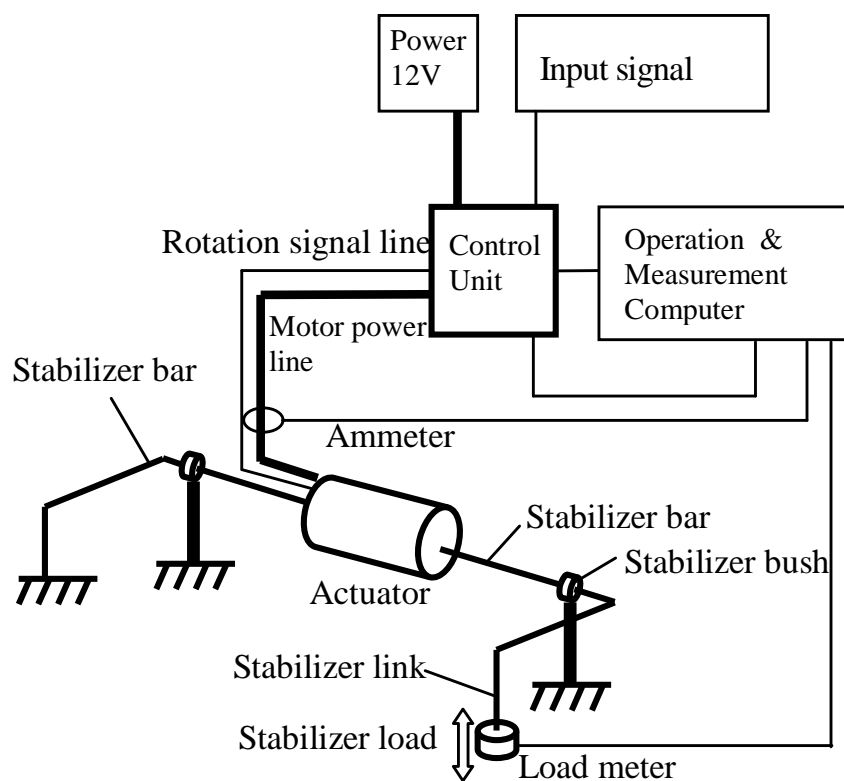 Power
12V
Input signal
Rotation signal line
Control
Unit
Operation &
Measurement
Computer
Motor power
line
Stabilizer bar
Ammeter
Stabilizer bar
Stabilizer bush
Actuator
Stabilizer link
Stabilizer load
Load meter